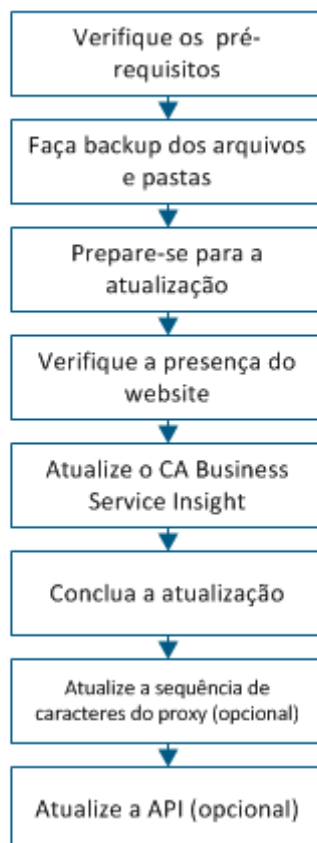 Verifique os pré-
requisitos
Faça backup dos arquivos
e pastas
Prepare-se para a
atualização
Verifique a presença do
website
Atualize o CA Business
Service Insight
Conclua a atualização
Atualize a sequência de
caracteres do proxy (opcional)
Atualize a API (opcional)